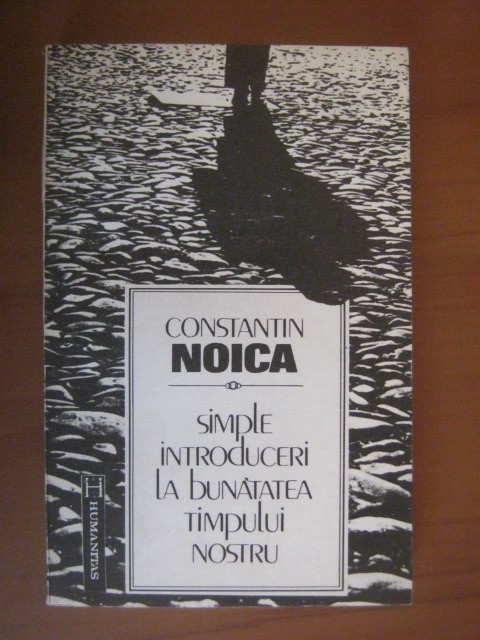 CONSTANTIN
NOICA
simple
introduceri
la bunătatea
timpului
nostru
H HUMANITAS